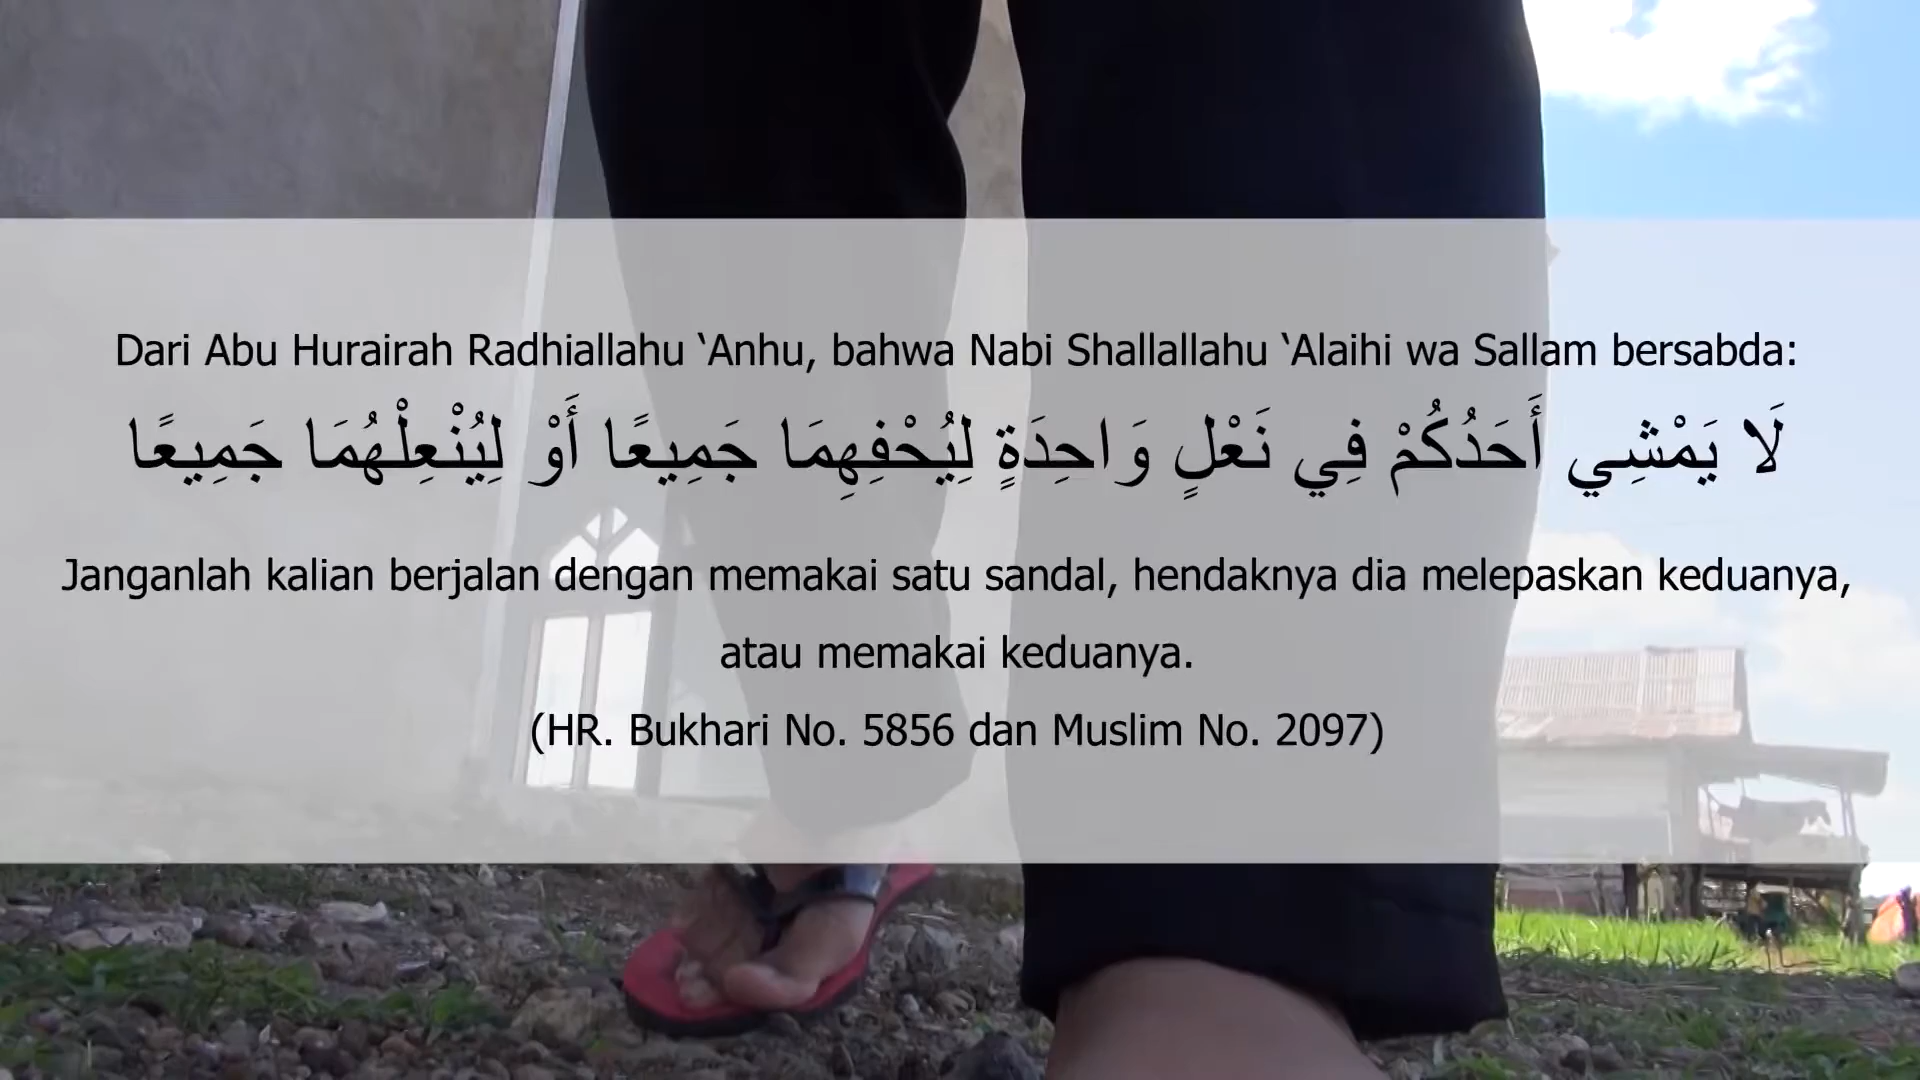 Dari Abu Hurairah Radhiallahu ‘Anhu, bahwa Nabi Shallallahu ‘Alaihi wa Sallam bersabda:
لَا يَمْشِي أَحَدُكُمْ فِي نَعْلٍ وَاحِدَةٍ لِيُحْفِهِمَا جَمِيعًا أَوْ لِيُنْعِلْهُمَا جَمِيعًا
Janganlah kalian berjalan dengan memakai satu sandal, hendaknya dia melepaskan keduanya,
atau memakai keduanya.
(HR. Bukhari No. 5856 dan Muslim No. 2097)